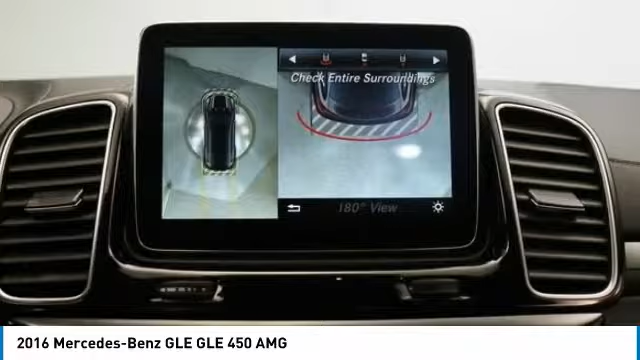 Check Entire Surroundings
180° View
2016 Mercedes-Benz GLE GLE 450 AMG